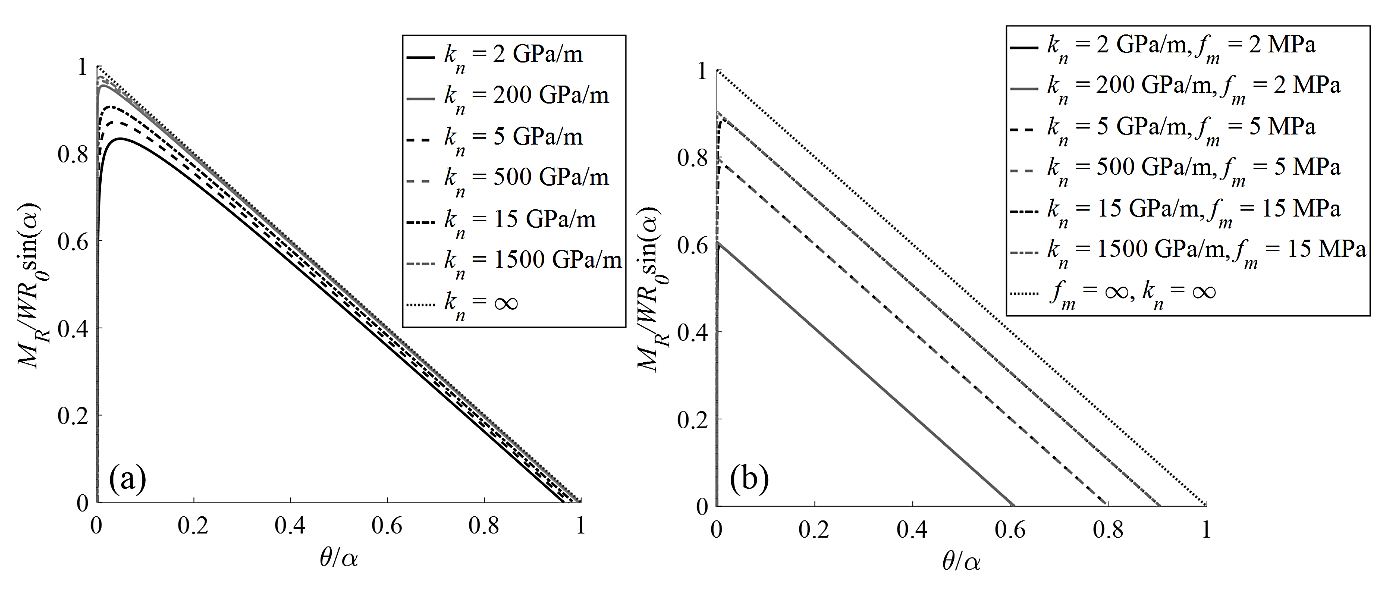 k_n = 2 GPa/m
k_n = 200 GPa/m
k_n = 5 GPa/m
k_n = 500 GPa/m
k_n = 15 GPa/m
k_n = 1500 GPa/m
k_n = ∞
1
0.8
0.6
0.4
0.2
0
M_R/WR_0sin(α)
(a)
0
0.2
0.4
0.6
0.8
1
θ/α
k_n = 2 GPa/m, f_m = 2 MPa
k_n = 200 GPa/m, f_m = 2 MPa
k_n = 5 GPa/m, f_m = 5 MPa
k_n = 500 GPa/m, f_m = 5 MPa
k_n = 15 GPa/m, f_m = 15 MPa
k_n = 1500 GPa/m, f_m = 15 MPa
f_m = ∞, k_n = ∞
1
0.8
0.6
0.4
0.2
0
M_R/WR_0sin(α)
(b)
0
0.2
0.4
0.6
0.8
1
θ/α